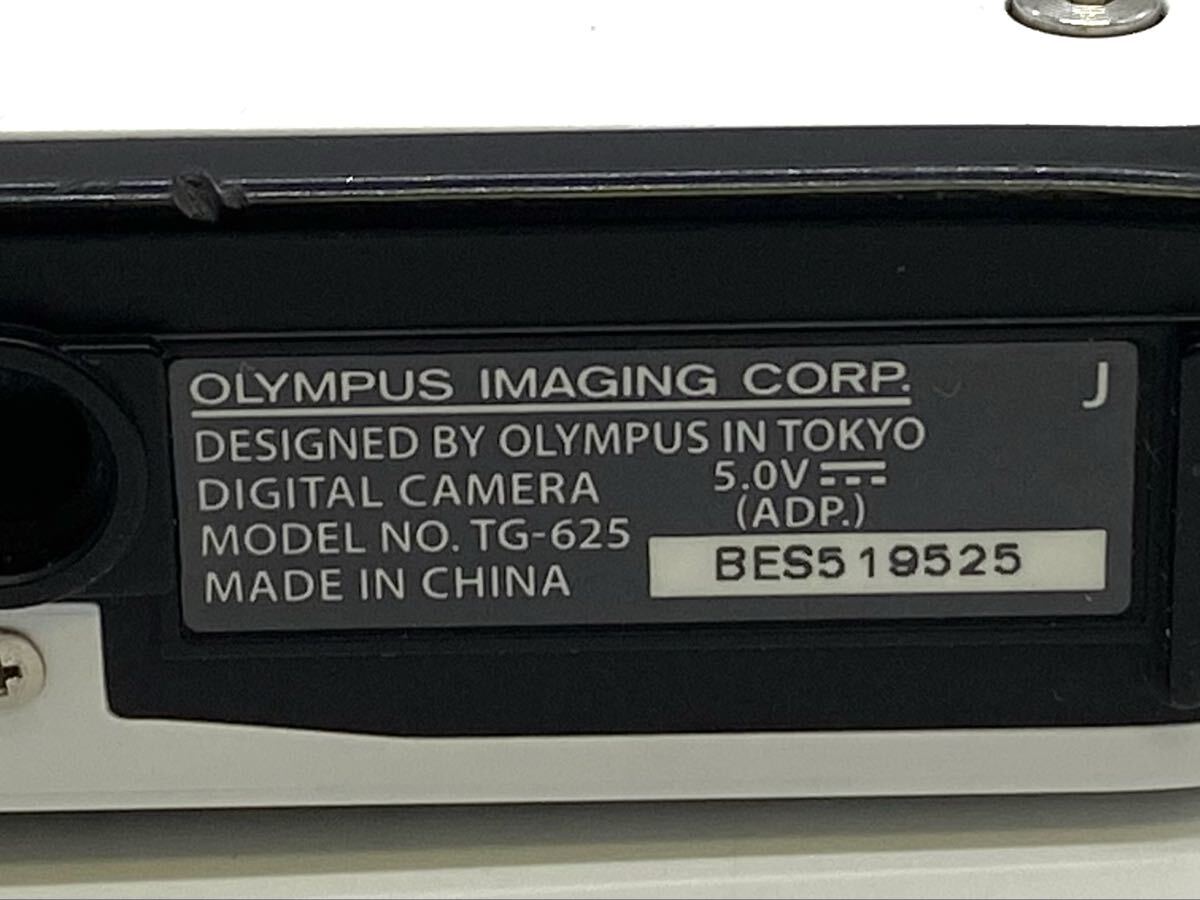 OLYMPUS IMAGING CORP. J
DESIGNED BY OLYMPUS IN TOKYO
DIGITAL CAMERA 5.0V
MODEL NO. TG-625 (ADP.)
MADE IN CHINA BES519525